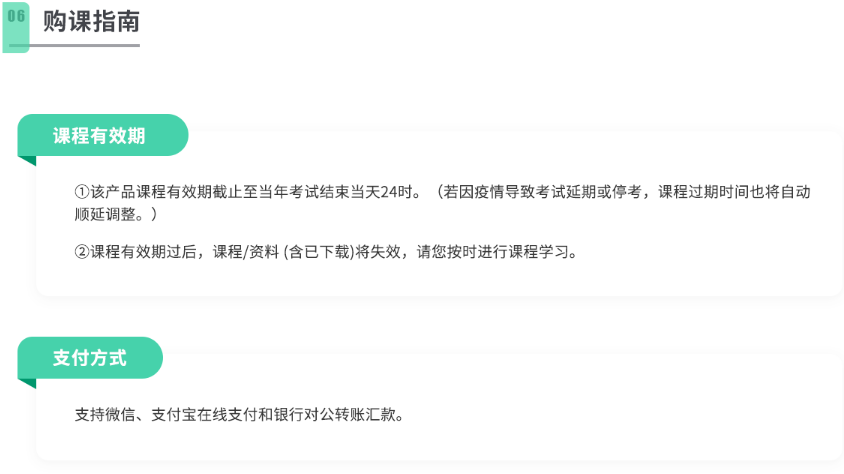 06
购课指南
课程有效期
①该产品课程有效期截止至当年考试结束当天24时。（若因疫情导致考试延期或停考，课程过期时间也将自动
顺延调整。）
②课程有效期过后，课程/资料 (含已下载)将失效，请您按时进行课程学习。
支付方式
支持微信、支付宝在线支付和银行对公转账汇款。